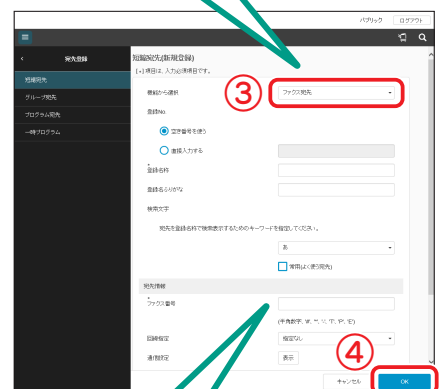 パブリック ログアウト
宛先登録
短縮宛先
グループ宛先
プログラム宛先
一時プログラム
短縮宛先(新規登録)
[*]項目は、入力必須項目です。
機能から選択
③
ファクス宛先
登録No.
空き番号を使う
直接入力する
*
登録名称
登録名ふりがな
検索文字
宛先を登録名称で検索表示するためのキーワードを指定してください。
あ
常用(よく使う宛先)
宛先情報
*
ファクス番号
回線指定
指定なし
通信設定
表示
④
キャンセル
OK